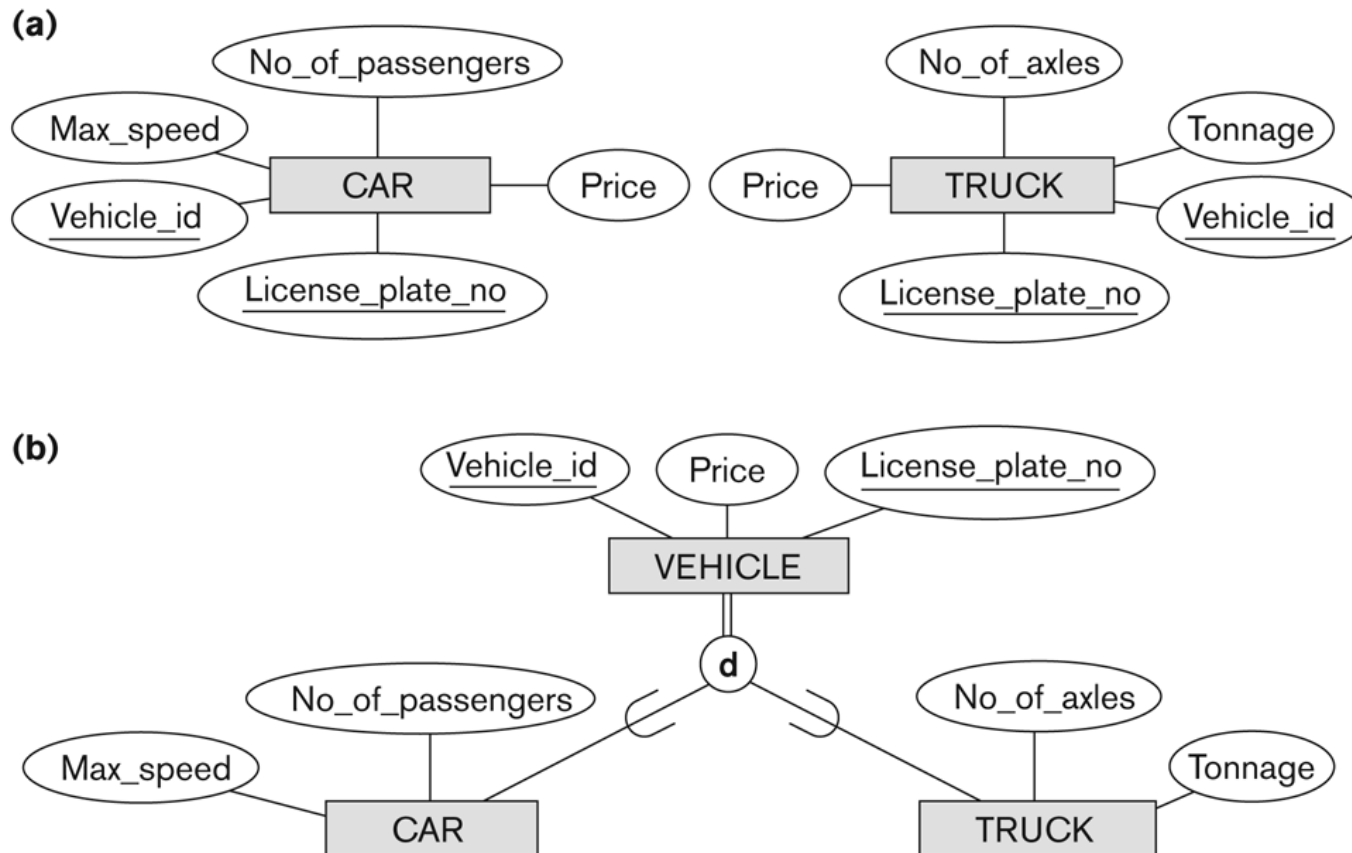 (a)
No_of_passengers
No_of_axles
Max_speed
Tonnage
CAR
Price
Price
TRUCK
Vehicle_id
Vehicle_id
License_plate_no
License_plate_no
(b)
Vehicle_id
Price
License_plate_no
VEHICLE
d
No_of_passengers
No_of_axles
Max_speed
Tonnage
CAR
TRUCK